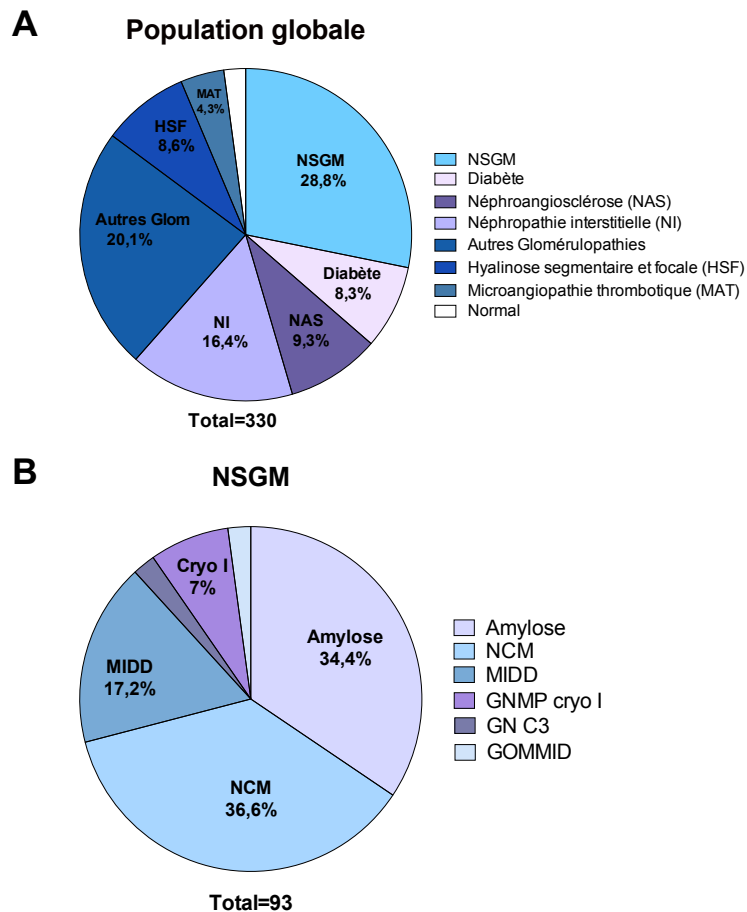 A
Population globale
MAT
4,3%
HSF
8,6%
NSGM
28,8%
Autres Glom
20,1%
Diabète
8,3%
NI
16,4%
NAS
9,3%
Total=330
NSGM
Diabète
Néphroangiosclérose (NAS)
Néphropathie interstitielle (NI)
Autres Glomérulopathies
Hyalinose segmentaire et focale (HSF)
Microangiopathie thrombotique (MAT)
Normal
B
NSGM
Cryo I
7%
Amylose
34,4%
MIDD
17,2%
NCM
36,6%
Total=93
Amylose
NCM
MIDD
GNMP cryo I
GN C3
GOMMID